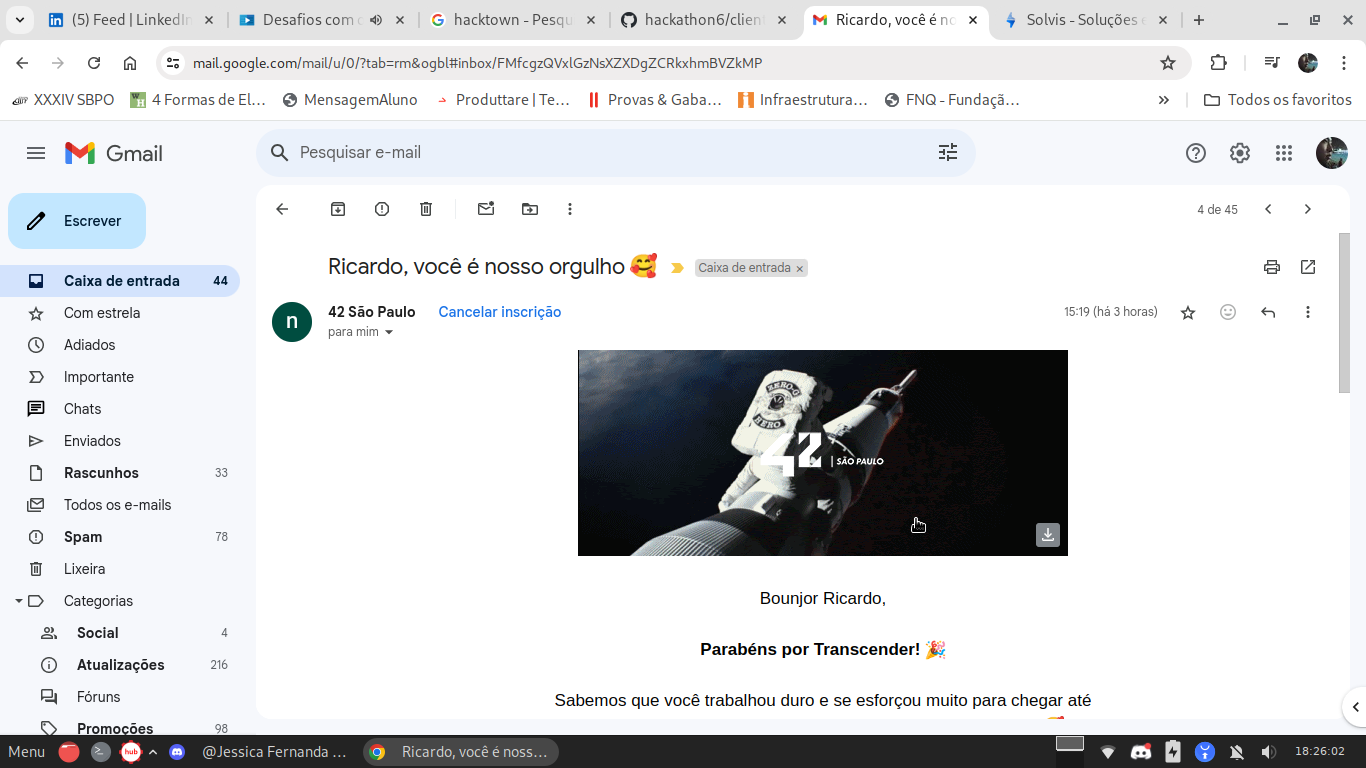 (5) Feed | LinkedIn
Desafios com c
hacktown - Pesqu
hackathon6/clien
Ricardo, você é no
Solvis - Soluções e
mail.google.com/mail/u/0/?tab=rm&ogbl#inbox/FMfcgzQVxlGzNsXZXDgZCRkxhmBVZkMP
XXXIV SBPO
4 Formas de El…
MensagemAluno
Produttare | Te…
Provas & Gaba…
Infraestrutura…
FNQ - Fundaçã…
Todos os favoritos
Gmail
Pesquisar e-mail
Escrever
4 de 45
Caixa de entrada 44
Com estrela
Adiados
Importante
Chats
Enviados
Rascunhos 33
Todos os e-mails
Spam 78
Lixeira
Categorias
Social 4
Atualizações 216
Fóruns
Promoções 98
Ricardo, você é nosso orgulho 🥰
Caixa de entrada ×
n
42 São Paulo Cancelar inscrição
15:19 (há 3 horas)
para mim
ZERO-G
HERO
42 | SÃO PAULO
Bounjor Ricardo,
Parabéns por Transcender! 🎉
Sabemos que você trabalhou duro e se esforçou muito para chegar até
Menu
hub
@Jessica Fernanda …
Ricardo, você é noss…
18:26:02